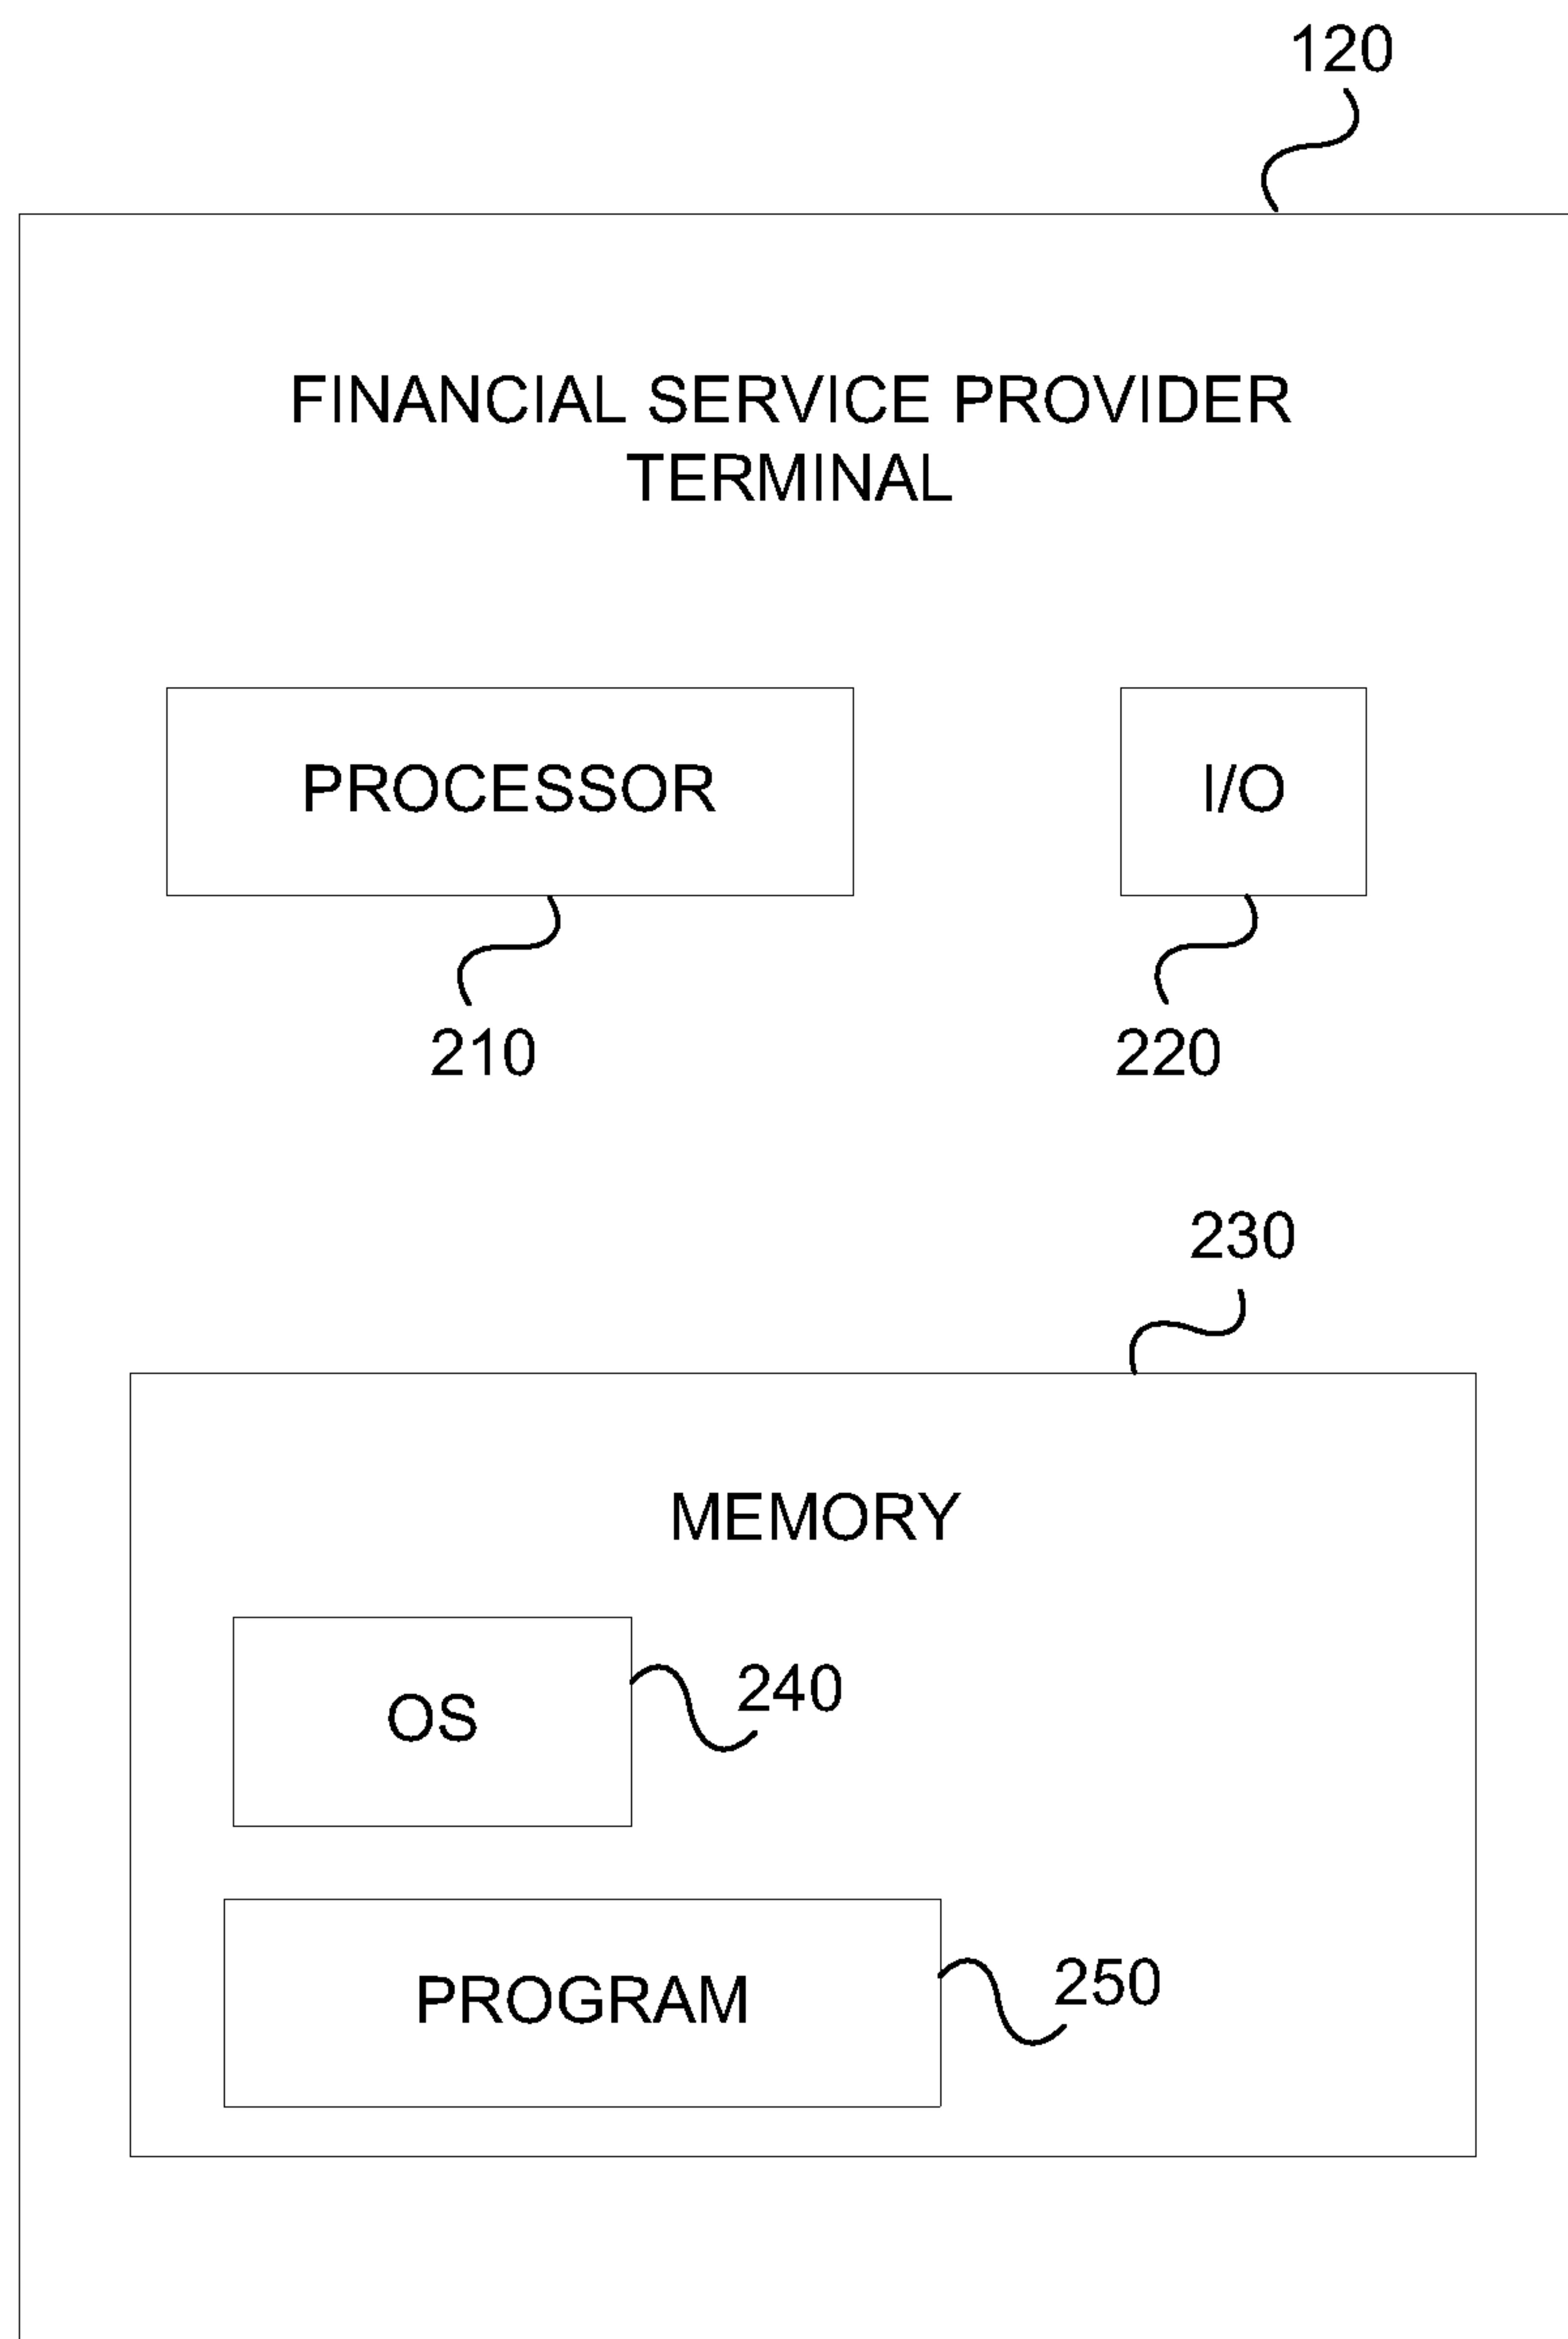 120
FINANCIAL SERVICE PROVIDER
TERMINAL
PROCESSOR
I/O
210
220
230
MEMORY
OS
240
PROGRAM
250